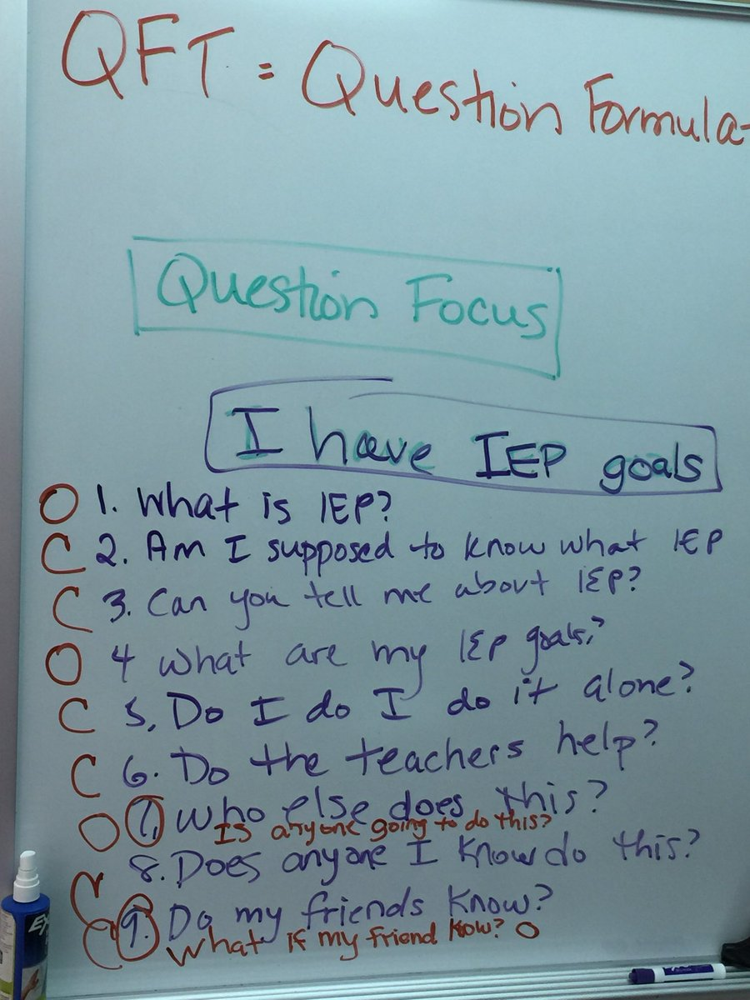 QFT = Question Formula-
Question Focus
I have IEP goals
O 1. What is IEP?
C 2. Am I supposed to know what IEP
C 3. Can you tell me about IEP?
O 4 What are my IEP goals?
C 5. Do I do I do it alone?
C 6. Do the teachers help?
O 7. Who else does this?
Is anyone going to do this?
C 8. Does anyone I know do this?
C 9. Do my friends know?
What if my friend know? O
EX